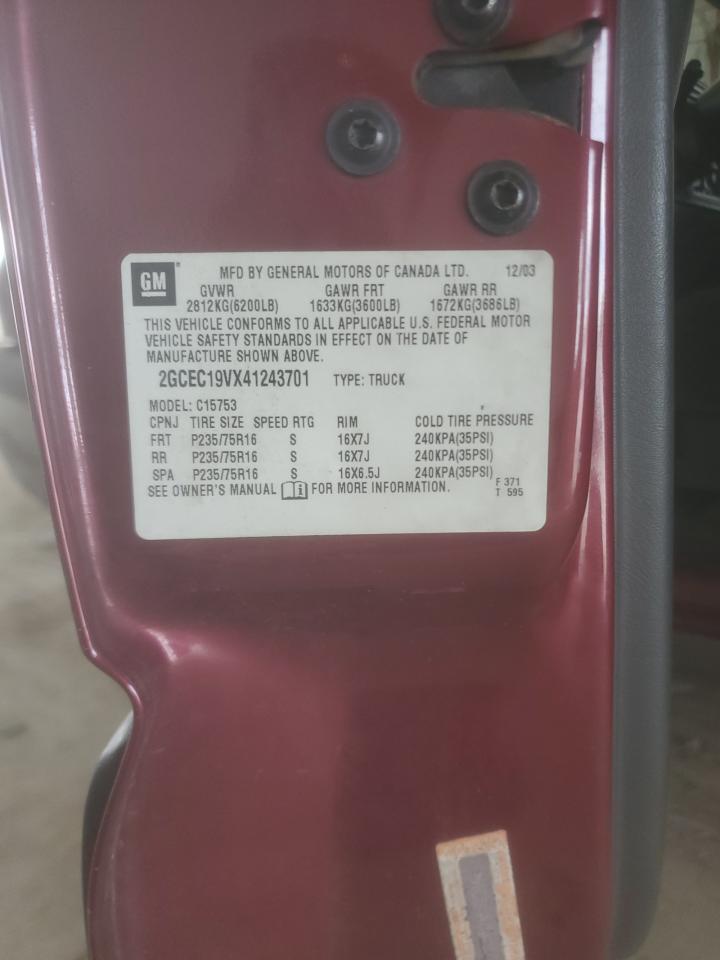 GM MFD BY GENERAL MOTORS OF CANADA LTD. 12/03
GVWR GAWR FRT GAWR RR
2812KG(6200LB) 1633KG(3600LB) 1672KG(3686LB)
THIS VEHICLE CONFORMS TO ALL APPLICABLE U.S. FEDERAL MOTOR
VEHICLE SAFETY STANDARDS IN EFFECT ON THE DATE OF
MANUFACTURE SHOWN ABOVE.
2GCEC19VX41243701 TYPE: TRUCK
MODEL: C15753
CPNJ TIRE SIZE SPEED RTG RIM COLD TIRE PRESSURE
FRT P235/75R16 S 16X7J 240KPA(35PSI)
RR P235/75R16 S 16X7J 240KPA(35PSI)
SPA P235/75R16 S 16X6.5J 240KPA(35PSI)
SEE OWNER'S MANUAL i FOR MORE INFORMATION. F 371
T 595